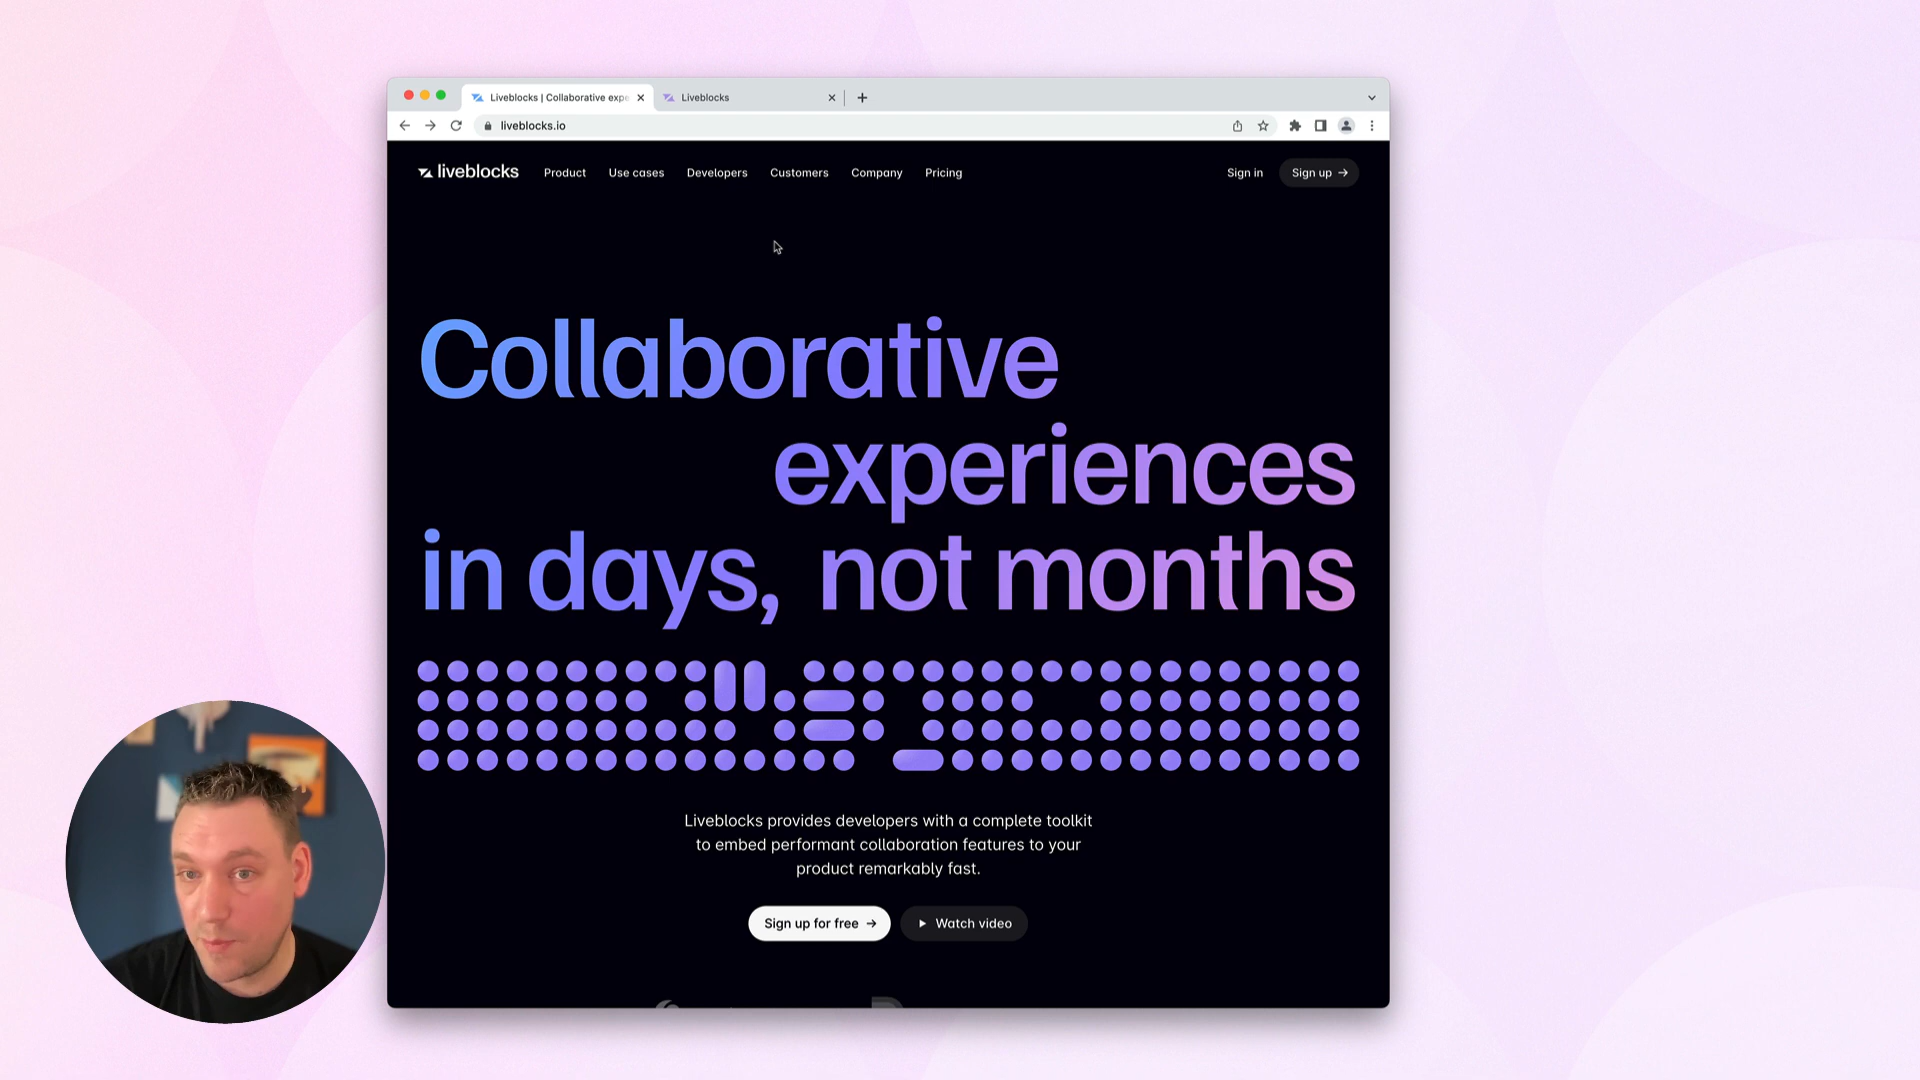 Liveblocks | Collaborative expe
Liveblocks
liveblocks.io
liveblocks
Product
Use cases
Developers
Customers
Company
Pricing
Sign in
Sign up →
Collaborative
experiences
in days, not months
Liveblocks provides developers with a complete toolkit
to embed performant collaboration features to your
product remarkably fast.
Sign up for free →
Watch video